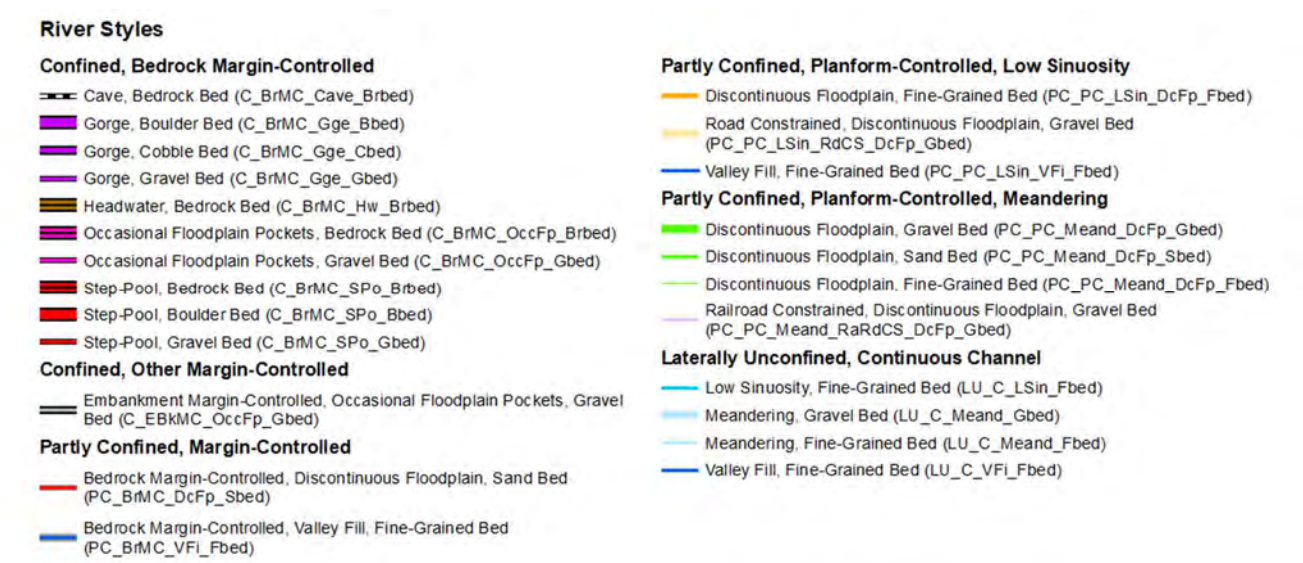 River Styles
Confined, Bedrock Margin-Controlled
Cave, Bedrock Bed (C_BrMC_Cave_Brbed)
Gorge, Boulder Bed (C_BrMC_Gge_Bbed)
Gorge, Cobble Bed (C_BrMC_Gge_Cbed)
Gorge, Gravel Bed (C_BrMC_Gge_Gbed)
Headwater, Bedrock Bed (C_BrMC_Hw_Brbed)
Occasional Floodplain Pockets, Bedrock Bed (C_BrMC_OccFp_Brbed)
Occasional Floodplain Pockets, Gravel Bed (C_BrMC_OccFp_Gbed)
Step-Pool, Bedrock Bed (C_BrMC_SPo_Brbed)
Step-Pool, Boulder Bed (C_BrMC_SPo_Bbed)
Step-Pool, Gravel Bed (C_BrMC_SPo_Gbed)
Confined, Other Margin-Controlled
Embankment Margin-Controlled, Occasional Floodplain Pockets, Gravel
Bed (C_EBkMC_OccFp_Gbed)
Partly Confined, Margin-Controlled
Bedrock Margin-Controlled, Discontinuous Floodplain, Sand Bed
(PC_BrMC_DcFp_Sbed)
Bedrock Margin-Controlled, Valley Fill, Fine-Grained Bed
(PC_BrMC_VFi_Fbed)
Partly Confined, Planform-Controlled, Low Sinuosity
Discontinuous Floodplain, Fine-Grained Bed (PC_PC_LSin_DcFp_Fbed)
Road Constrained, Discontinuous Floodplain, Gravel Bed
(PC_PC_LSin_RdCS_DcFp_Gbed)
Valley Fill, Fine-Grained Bed (PC_PC_LSin_VFi_Fbed)
Partly Confined, Planform-Controlled, Meandering
Discontinuous Floodplain, Gravel Bed (PC_PC_Meand_DcFp_Gbed)
Discontinuous Floodplain, Sand Bed (PC_PC_Meand_DcFp_Sbed)
Discontinuous Floodplain, Fine-Grained Bed (PC_PC_Meand_DcFp_Fbed)
Railroad Constrained, Discontinuous Floodplain, Gravel Bed
(PC_PC_Meand_RaRdCS_DcFp_Gbed)
Laterally Unconfined, Continuous Channel
Low Sinuosity, Fine-Grained Bed (LU_C_LSin_Fbed)
Meandering, Gravel Bed (LU_C_Meand_Gbed)
Meandering, Fine-Grained Bed (LU_C_Meand_Fbed)
Valley Fill, Fine-Grained Bed (LU_C_VFi_Fbed)